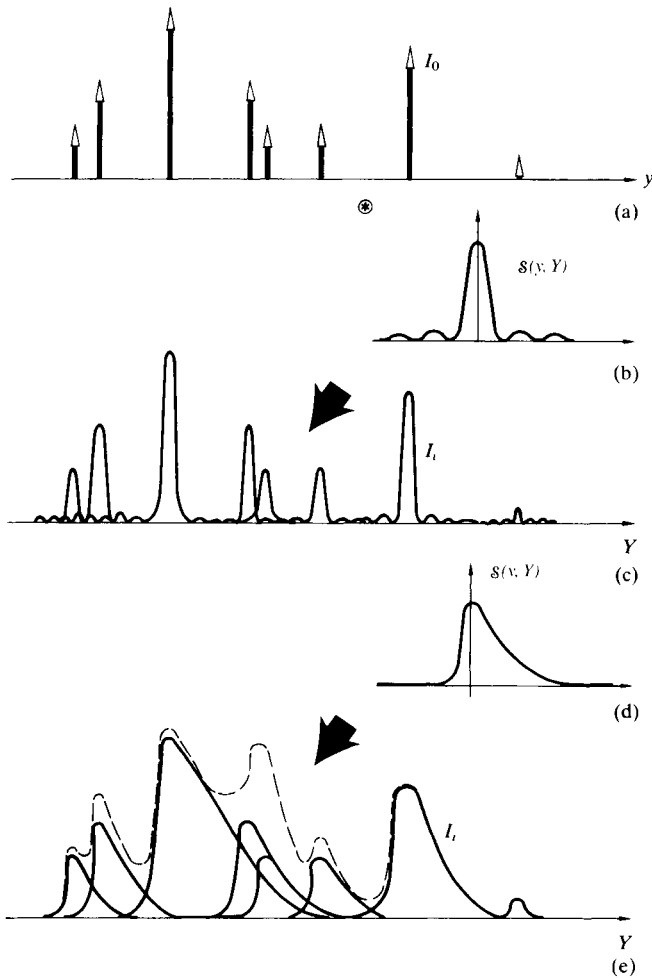 I₀
y
(a)
⊛
𝒮(y, Y)
(b)
Iᵢ
Y
(c)
𝒮(y, Y)
(d)
Iᵢ
Y
(e)